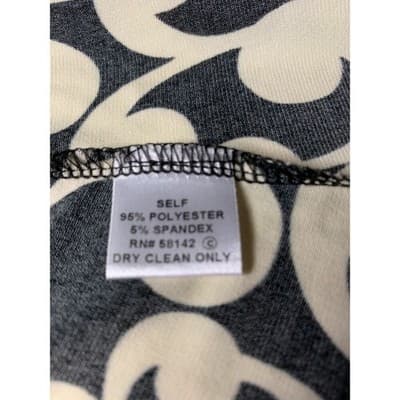 SELF
95% POLYESTER
5% SPANDEX
RN# 58142 ©
DRY CLEAN ONLY